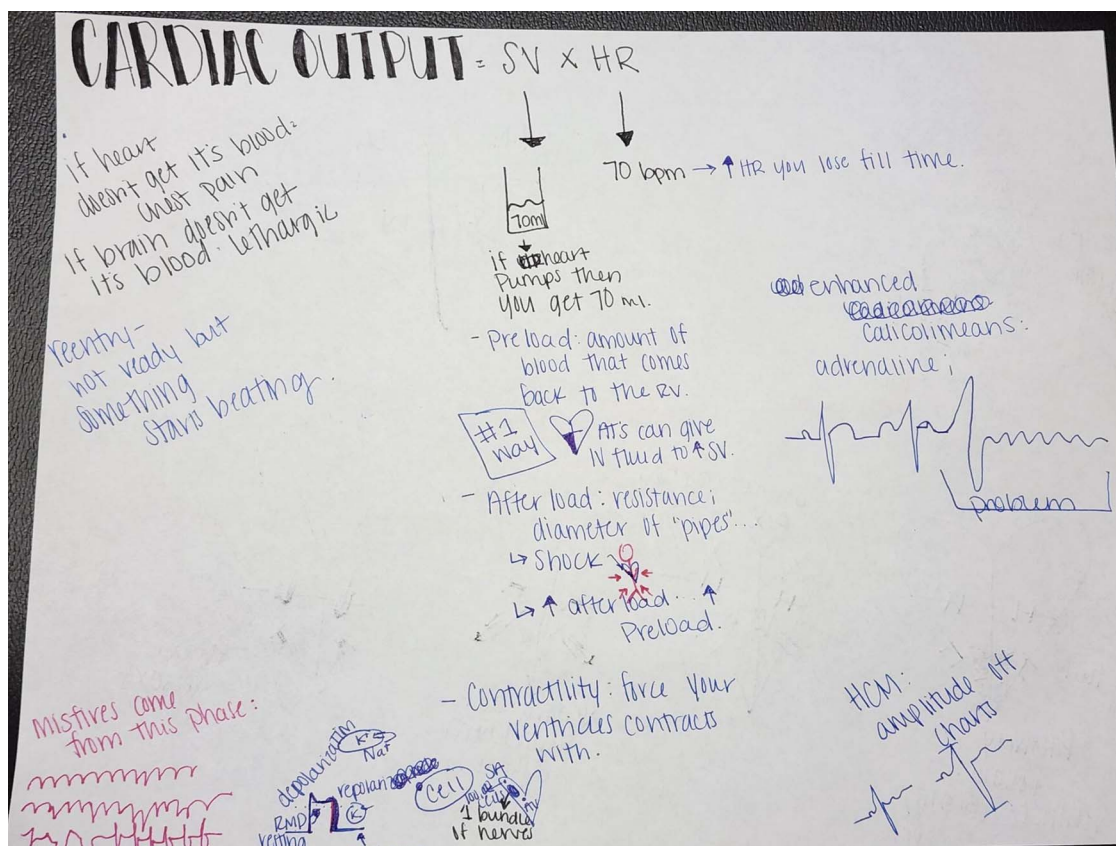 CARDIAC OUTPUT = SV x HR
if heart
doesn't get it's blood:
chest pain
If brain doesn't get
it's blood: lethargic
reentry-
not ready but
something
starts beating.
70 bpm → ↑ HR you lose fill time.
70ml
if heart
Pumps then
you get 70 ml.
- Preload: amount of
blood that comes
back to the RV.
#1
way
AT's can give
IV fluid to ↑ SV.
- After load: resistance;
diameter of "pipes"...
↳ Shock
↳ ↑ afterload... ↑
Preload.
- Contractility: force your
ventricles contracts
with.
enhanced
calicolimeans:
adrenaline;
problem
HCM:
amplitude off
charts
Misfires come
from this phase:
depolarization
K+
Na+
repolari
RMP
resting
K
Cell
SA
1 bundle
of nerves